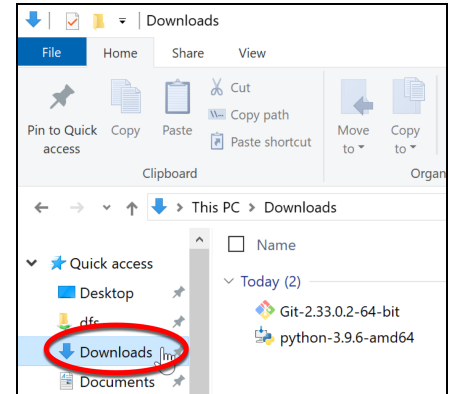 Downloads
File Home Share View
Pin to Quick access
Copy
Paste
Cut
Copy path
Paste shortcut
Move to
Copy to
Clipboard
Organ
This PC > Downloads
Name
Quick access
Today (2)
Desktop
Git-2.33.0.2-64-bit
dfs
python-3.9.6-amd64
Downloads
Documents